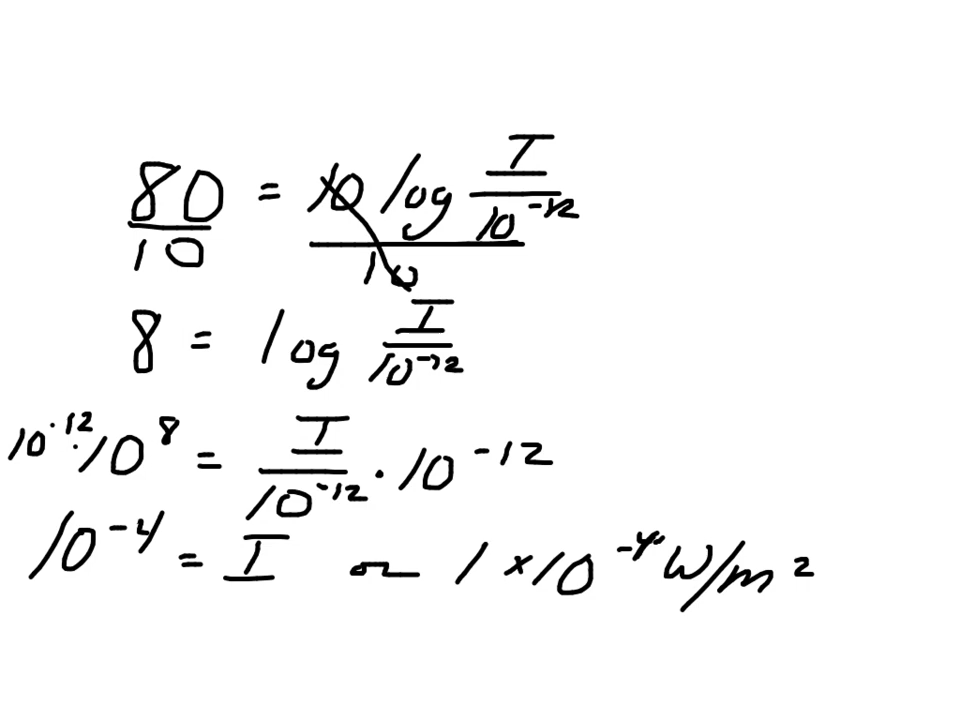 80/10 = 10 log (I/10^-12) / 10
8 = log I/10^-12
10^-12 · 10^8 = I/10^-12 · 10^-12
10^-4 = I or 1 × 10^-4 W/m^2